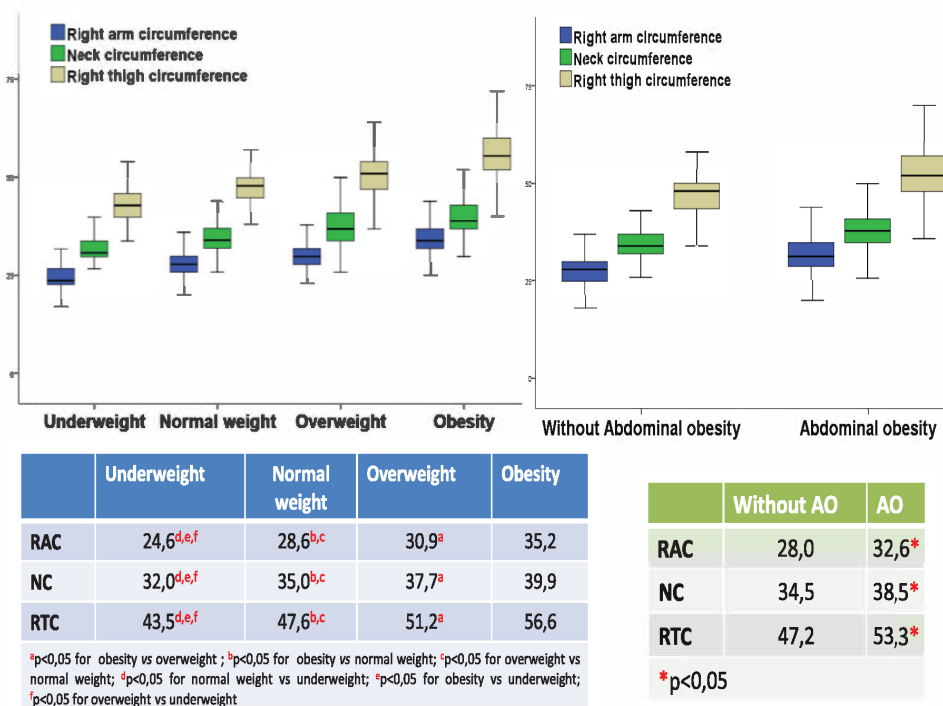 Right arm circumference
Neck circumference
Right thigh circumference
75
50
25
0
Underweight Normal weight Overweight Obesity
Right arm circumference
Neck circumference
Right thigh circumference
75
50
25
0
Without Abdominal obesity Abdominal obesity
Underweight Normal weight Overweight Obesity
RAC 24,6d,e,f 28,6b,c 30,9a 35,2
NC 32,0d,e,f 35,0b,c 37,7a 39,9
RTC 43,5d,e,f 47,6b,c 51,2a 56,6
ap<0,05 for obesity vs overweight ; bp<0,05 for obesity vs normal weight; cp<0,05 for overweight vs
normal weight; dp<0,05 for normal weight vs underweight; ep<0,05 for obesity vs underweight;
fp<0,05 for overweight vs underweight
Without AO AO
RAC 28,0 32,6*
NC 34,5 38,5*
RTC 47,2 53,3*
*p<0,05